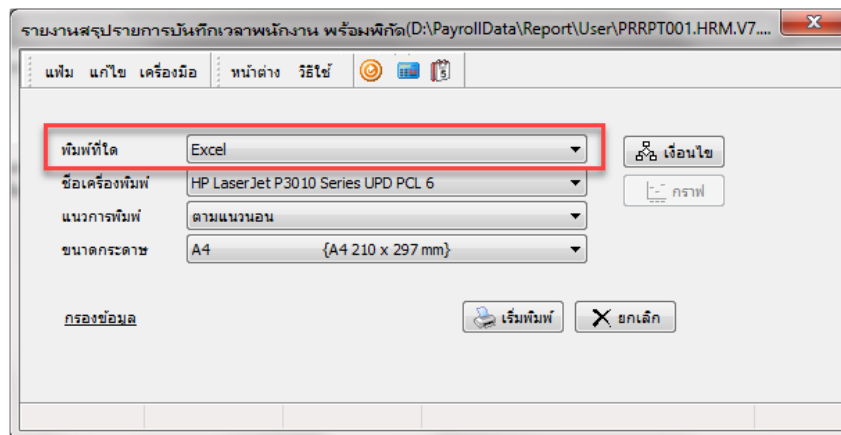 รายงานสรุปรายการบันทึกเวลาพนักงาน พร้อมพิกัด(D:\PayrollData\Report\User\PRRPT001.HRM.V7....
แฟ้ม แก้ไข เครื่องมือ หน้าต่าง วิธีใช้ 5
พิมพ์ที่ใด Excel เงื่อนไข
ชื่อเครื่องพิมพ์ HP LaserJet P3010 Series UPD PCL 6 กราฟ
แนวการพิมพ์ ตามแนวนอน
ขนาดกระดาษ A4 {A4 210 x 297 mm}
กรองข้อมูล เริ่มพิมพ์ ยกเลิก